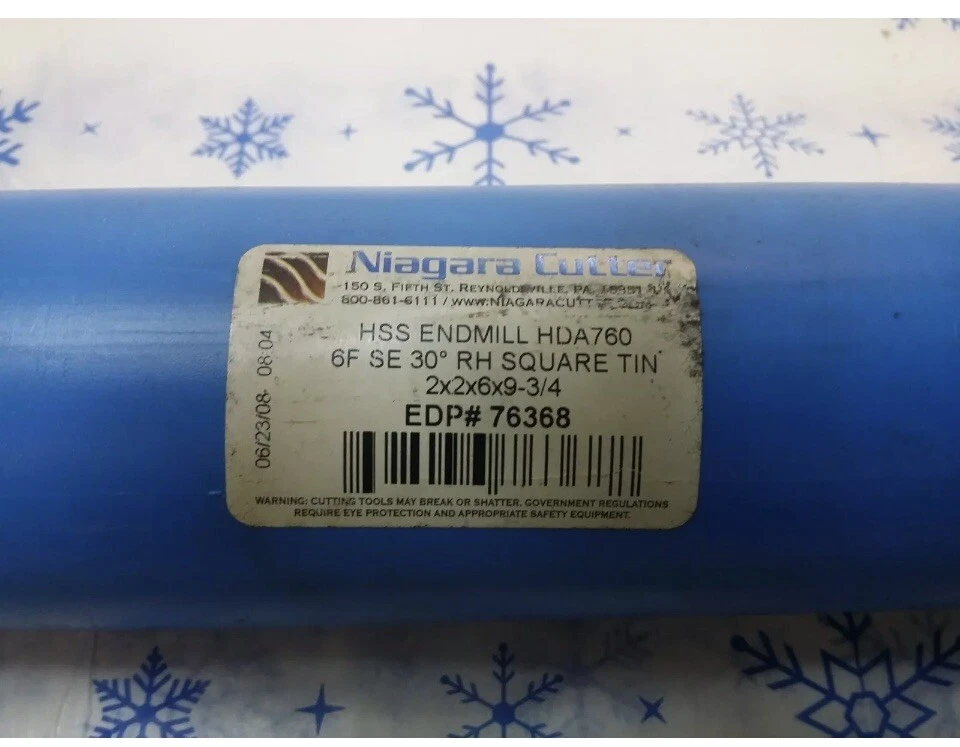 Niagara Cutter
150 S. FIFTH ST. REYNOLDSVILLE, PA
800-861-6111 / WWW.NIAGARACUTT
HSS ENDMILL HDA760
6F SE 30° RH SQUARE TIN
2x2x6x9-3/4
EDP# 76368
06/23/08 08:04
WARNING: CUTTING TOOLS MAY BREAK OR SHATTER. GOVERNMENT REGULATIONS
REQUIRE EYE PROTECTION AND APPROPRIATE SAFETY EQUIPMENT.